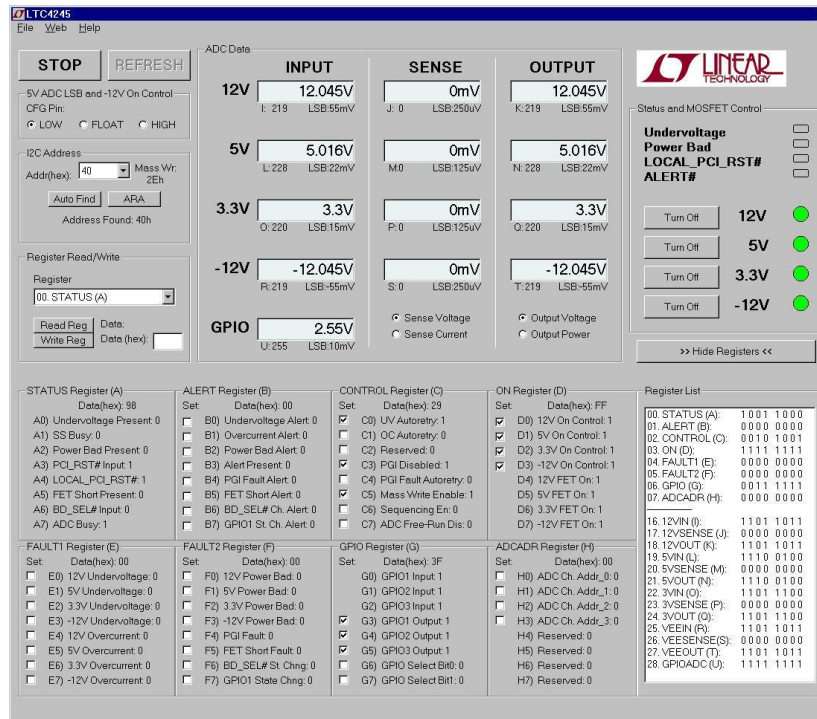 LTC4245
File Web Help
STOP REFRESH
5V ADC LSB and -12V On Control
CFG Pin:
LOW FLOAT HIGH
I2C Address
Addr(hex): 40 Mass Wr: 2Eh
Auto Find ARA
Address Found: 40h
Register Read/Write
Register
00. STATUS (A)
Read Reg Data:
Write Reg Data (hex):
ADC Data
INPUT SENSE OUTPUT
12V 12.045V 0mV 12.045V
I: 219 LSB:55mV J: 0 LSB:250uV K: 219 LSB:55mV
5V 5.016V 0mV 5.016V
L: 228 LSB:22mV M:0 LSB:125uV N: 228 LSB:22mV
3.3V 3.3V 0mV 3.3V
O: 220 LSB:15mV P: 0 LSB:125uV Q: 220 LSB:15mV
-12V -12.045V 0mV -12.045V
R:219 LSB:-55mV S: 0 LSB:250uV T: 219 LSB:-55mV
GPIO 2.55V
U:255 LSB:10mV
Sense Voltage
Sense Current
Output Voltage
Output Power
LINEAR
TECHNOLOGY
Status and MOSFET Control
Undervoltage
Power Bad
LOCAL_PCI_RST#
ALERT#
Turn Off 12V
Turn Off 5V
Turn Off 3.3V
Turn Off -12V
>> Hide Registers <<
STATUS Register (A)
Data(hex): 98
A0) Undervoltage Present: 0
A1) SS Busy: 0
A2) Power Bad Present: 0
A3) PCI_RST# Input: 1
A4) LOCAL_PCI_RST#: 1
A5) FET Short Present: 0
A6) BD_SEL# Input: 0
A7) ADC Busy: 1
ALERT Register (B)
Set: Data(hex): 00
B0) Undervoltage Alert: 0
B1) Overcurrent Alert: 0
B2) Power Bad Alert: 0
B3) Alert Present: 0
B4) PGI Fault Alert: 0
B5) FET Short Alert: 0
B6) BD_SEL# Ch. Alert: 0
B7) GPIO1 St. Ch. Alert: 0
CONTROL Register (C)
Set: Data(hex): 29
C0) UV Autoretry: 1
C1) OC Autoretry: 0
C2) Reserved: 0
C3) PGI Disabled: 1
C4) PGI Fault Autoretry: 0
C5) Mass Write Enable: 1
C6) Sequencing En: 0
C7) ADC Free-Run Dis: 0
ON Register (D)
Set: Data(hex): FF
D0) 12V On Control: 1
D1) 5V On Control: 1
D2) 3.3V On Control: 1
D3) -12V On Control: 1
D4) 12V FET On: 1
D5) 5V FET On: 1
D6) 3.3V FET On: 1
D7) -12V FET On: 1
FAULT1 Register (E)
Set: Data(hex): 00
E0) 12V Undervoltage: 0
E1) 5V Undervoltage: 0
E2) 3.3V Undervoltage: 0
E3) -12V Undervoltage: 0
E4) 12V Overcurrent: 0
E5) 5V Overcurrent: 0
E6) 3.3V Overcurrent: 0
E7) -12V Overcurrent: 0
FAULT2 Register (F)
Set: Data(hex): 00
F0) 12V Power Bad: 0
F1) 5V Power Bad: 0
F2) 3.3V Power Bad: 0
F3) -12V Power Bad: 0
F4) PGI Fault: 0
F5) FET Short Fault: 0
F6) BD_SEL# St. Chng: 0
F7) GPIO1 State Chng: 0
GPIO Register (G)
Set: Data(hex): 3F
G0) GPIO1 Input: 1
G1) GPIO2 Input: 1
G2) GPIO3 Input: 1
G3) GPIO1 Output: 1
G4) GPIO2 Output: 1
G5) GPIO3 Output: 1
G6) GPIO Select Bit0: 0
G7) GPIO Select Bit1: 0
ADCADR Register (H)
Set: Data(hex): 00
H0) ADC Ch. Addr_0: 0
H1) ADC Ch. Addr_1: 0
H2) ADC Ch. Addr_2: 0
H3) ADC Ch. Addr_3: 0
H4) Reserved: 0
H5) Reserved: 0
H6) Reserved: 0
H7) Reserved: 0
Register List
00. STATUS (A): 1001 1000
01. ALERT (B): 0000 0000
02. CONTROL (C): 0010 1001
03. ON (D): 1111 1111
04. FAULT1 (E): 0000 0000
05. FAULT2 (F): 0000 0000
06. GPIO (G): 0011 1111
07. ADCADR (H): 0000 0000
16. 12VIN (I): 1101 1011
17. 12VSENSE (J): 0000 0000
18. 12VOUT (K): 1101 1011
19. 5VIN (L): 1110 0100
20. 5VSENSE (M): 0000 0000
21. 5VOUT (N): 1110 0100
22. 3VIN (O): 1101 1100
23. 3VSENSE (P): 0000 0000
24. 3VOUT (Q): 1101 1100
25. VEEIN (R): 1101 1011
26. VEESENSE(S): 0000 0000
27. VEEOUT (T): 1101 1011
28. GPIOADC (U): 1111 1111